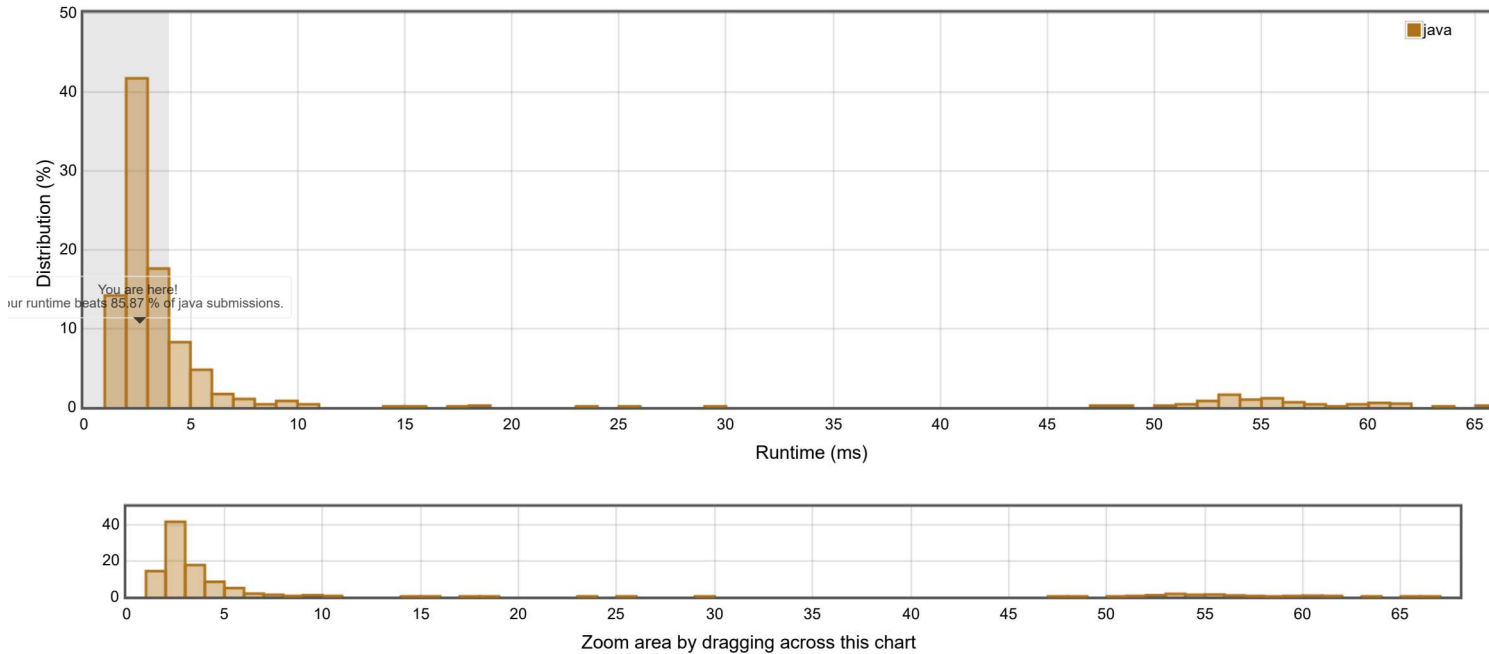 50
java
40
30
Distribution (%)
20
You are here!
our runtime beats 85.87 % of java submissions.
10
0
0 5 10 15 20 25 30 35 40 45 50 55 60 65
Runtime (ms)
40
20
0
0 5 10 15 20 25 30 35 40 45 50 55 60 65
Zoom area by dragging across this chart